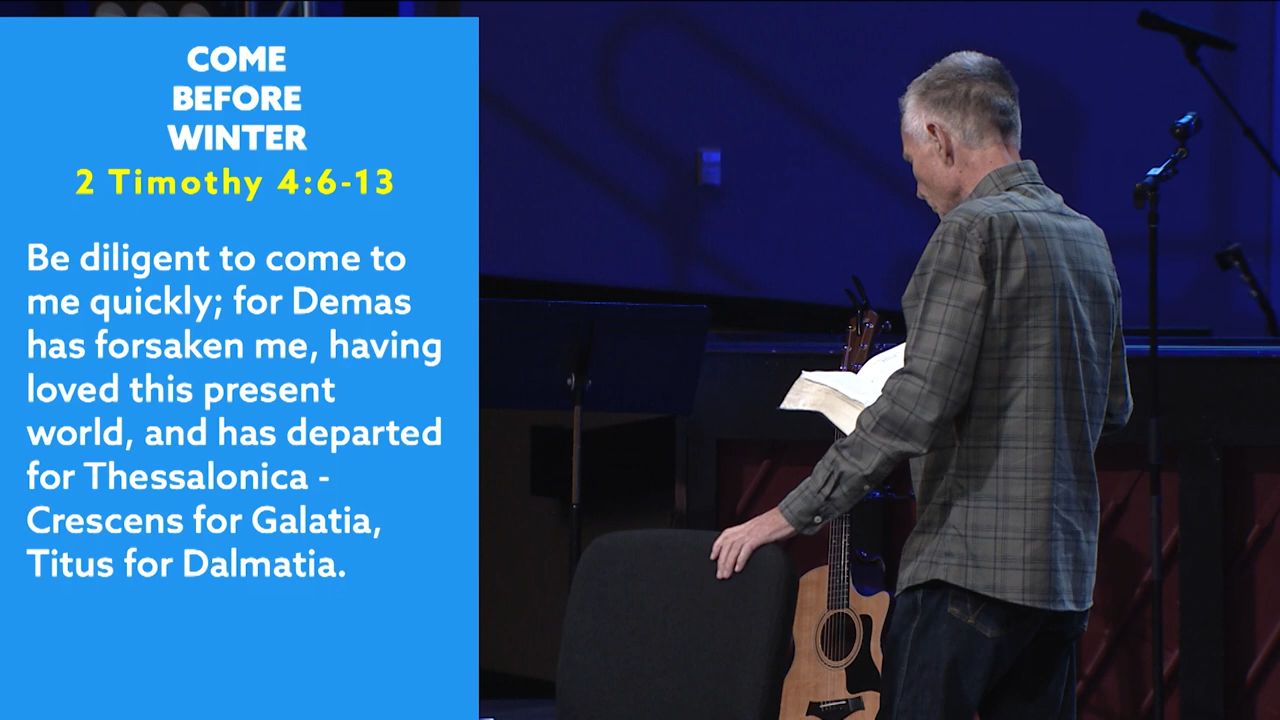 COME
BEFORE
WINTER
2 Timothy 4:6-13
Be diligent to come to
me quickly; for Demas
has forsaken me, having
loved this present
world, and has departed
for Thessalonica -
Crescens for Galatia,
Titus for Dalmatia.